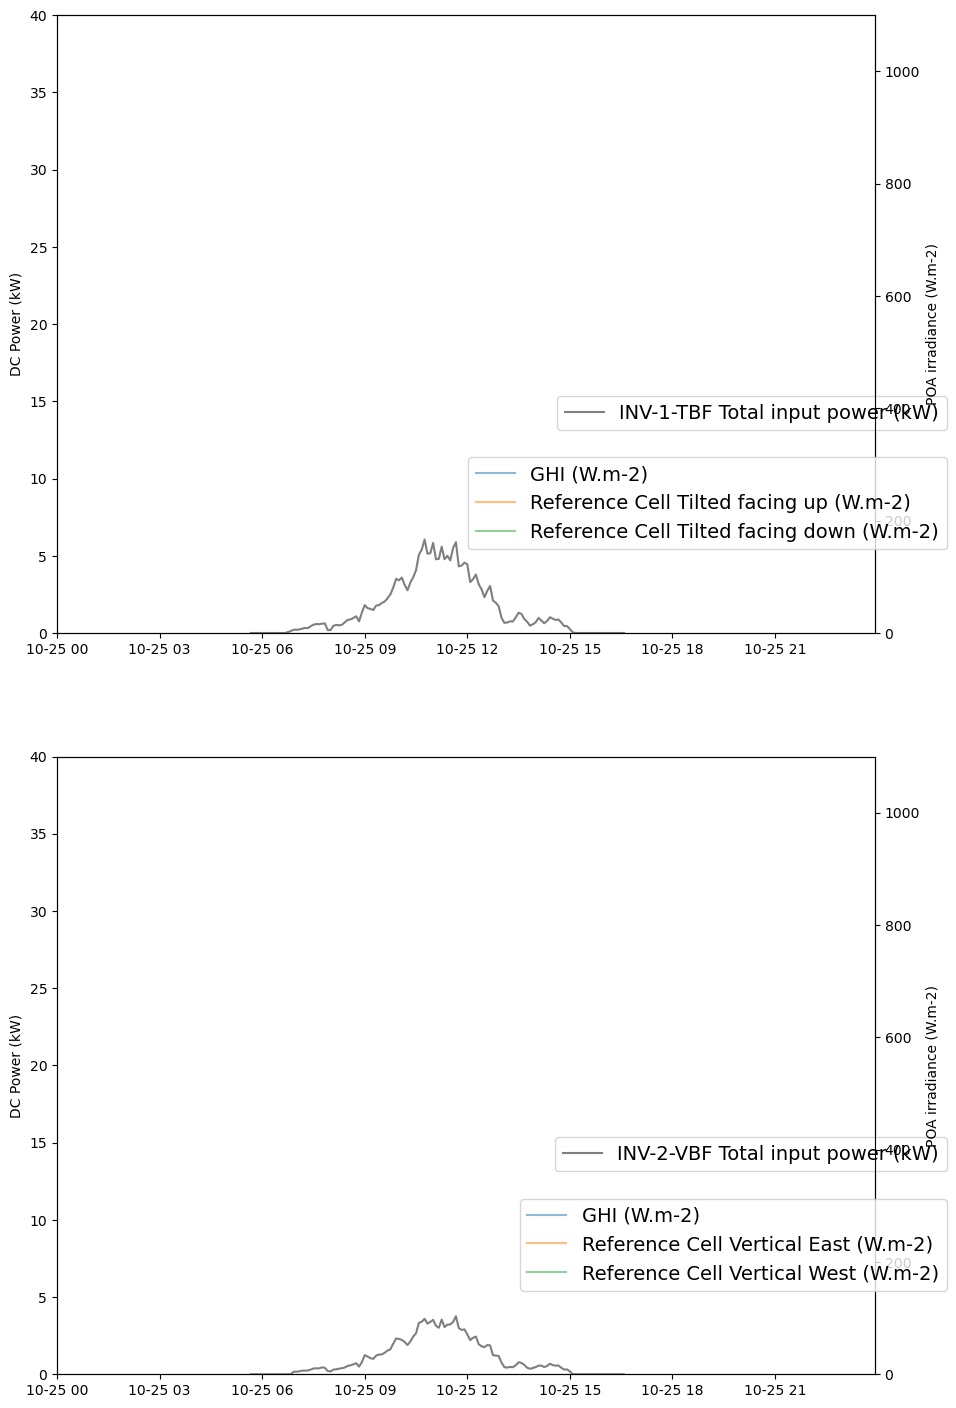 40
35
30
25
20
15
10
5
0
DC Power (kW)
1000
800
600
400
200
0
POA irradiance (W.m-2)
INV-1-TBF Total input power (kW)
GHI (W.m-2)
Reference Cell Tilted facing up (W.m-2)
Reference Cell Tilted facing down (W.m-2)
10-25 00 10-25 03 10-25 06 10-25 09 10-25 12 10-25 15 10-25 18 10-25 21
40
35
30
25
20
15
10
5
0
DC Power (kW)
1000
800
600
400
200
0
POA irradiance (W.m-2)
INV-2-VBF Total input power (kW)
GHI (W.m-2)
Reference Cell Vertical East (W.m-2)
Reference Cell Vertical West (W.m-2)
10-25 00 10-25 03 10-25 06 10-25 09 10-25 12 10-25 15 10-25 18 10-25 21